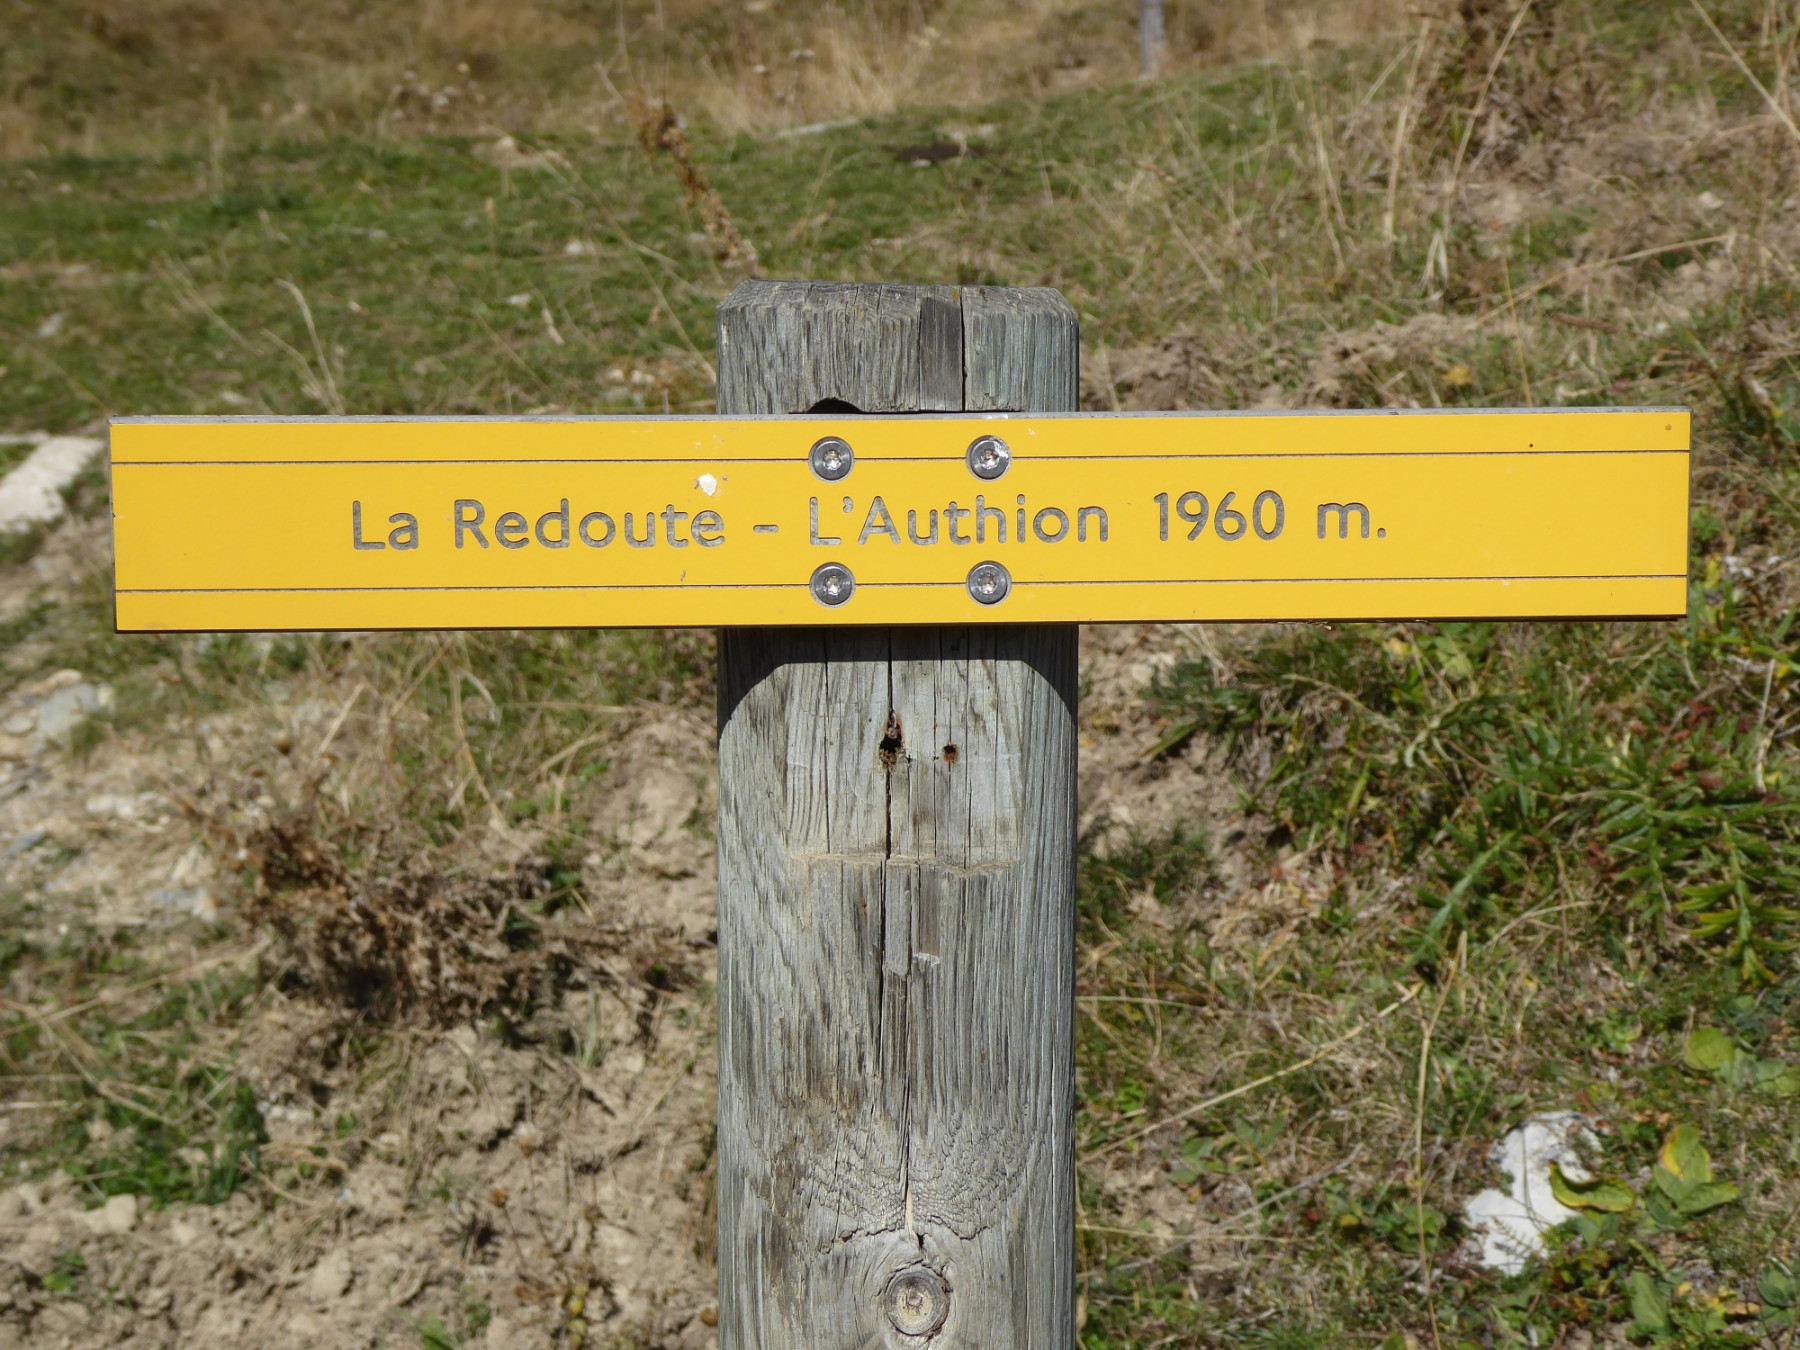 La Redoute - L'Authion 1960 m.